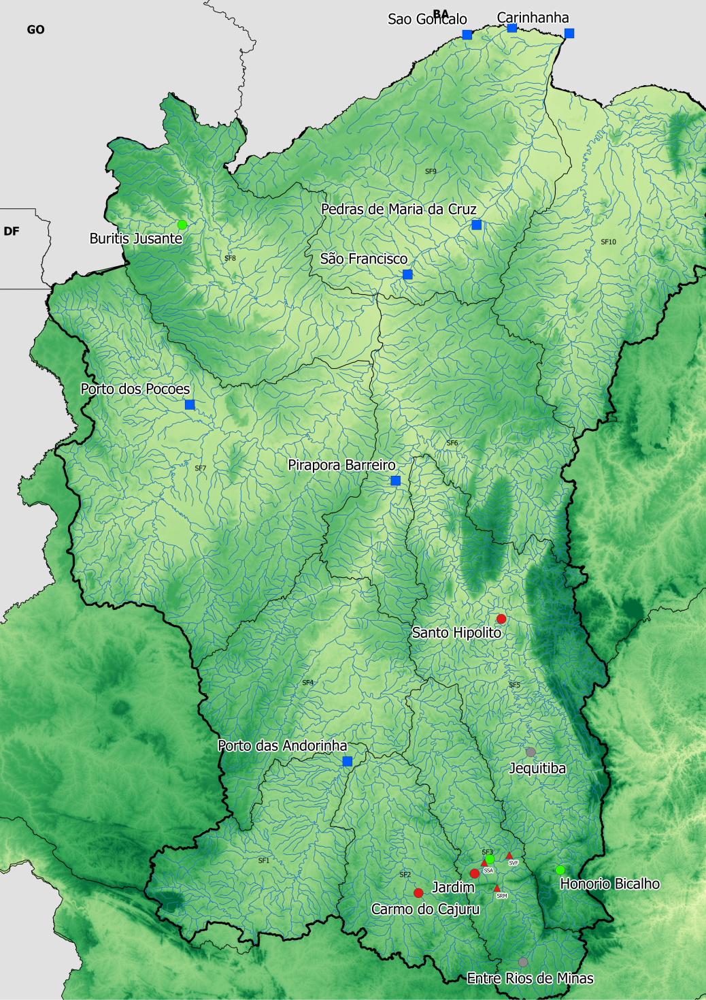 BA
Sao Goncalo
Carinhanha
GO
SF9
Pedras de Maria da Cruz
DF
Buritis Jusante
SF10
SF8
São Francisco
Porto dos Pocoes
SF6
Pirapora Barreiro
SF7
Santo Hipolito
SF4
SF5
Porto das Andorinha
Jequitiba
SF3
SVF
SF1
SSA
SF2
Honorio Bicalho
Jardim
SRM
Carmo do Cajuru
Entre Rios de Minas